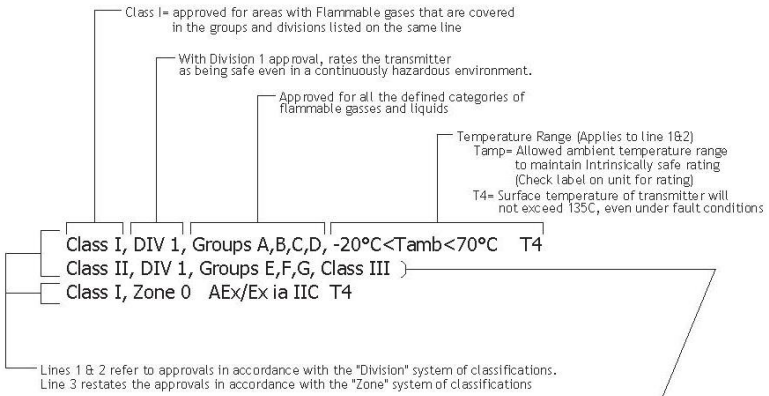 Class I= approved for areas with Flammable gases that are covered
in the groups and divisions listed on the same line
With Division 1 approval, rates the transmitter
as being safe even in a continuously hazardous environment.
Approved for all the defined categories of
flammable gasses and liquids
Temperature Range (Applies to line 1&2)
Tamp= Allowed ambient temperature range
to maintain Intrinsically safe rating
(Check label on unit for rating)
T4= Surface temperature of transmitter will
not exceed 135C, even under fault conditions
Class I, DIV 1, Groups A,B,C,D, -20°C<Tamb<70°C T4
Class II, DIV 1, Groups E,F,G, Class III
Class I, Zone 0 AEx/Ex ia IIC T4
Lines 1 & 2 refer to approvals in accordance with the "Division" system of classifications.
Line 3 restates the approvals in accordance with the "Zone" system of classifications